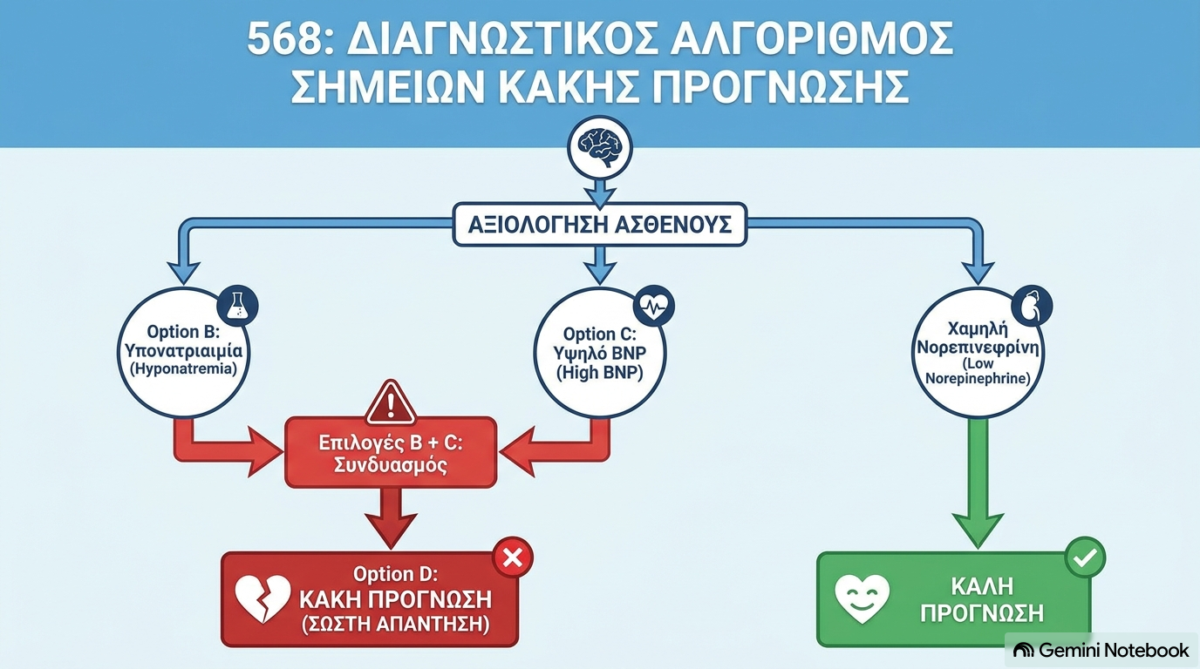 568: ΔΙΑΓΝΩΣΤΙΚΟΣ ΑΛΓΟΡΙΘΜΟΣ
ΣΗΜΕΙΩΝ ΚΑΚΗΣ ΠΡΟΓΝΩΣΗΣ
ΑΞΙΟΛΟΓΗΣΗ ΑΣΘΕΝΟΥΣ
Option B:
Υπονατριαιμία
(Hyponatremia)
Option C:
Υψηλό BNP
(High BNP)
Χαμηλή
Νορεπινεφρίνη
(Low
Norepinephrine)
Επιλογές B + C:
Συνδυασμός
Option D:
ΚΑΚΗ ΠΡΟΓΝΩΣΗ
(ΣΩΣΤΗ ΑΠΑΝΤΗΣΗ)
ΚΑΛΗ
ΠΡΟΓΝΩΣΗ
Gemini Notebook